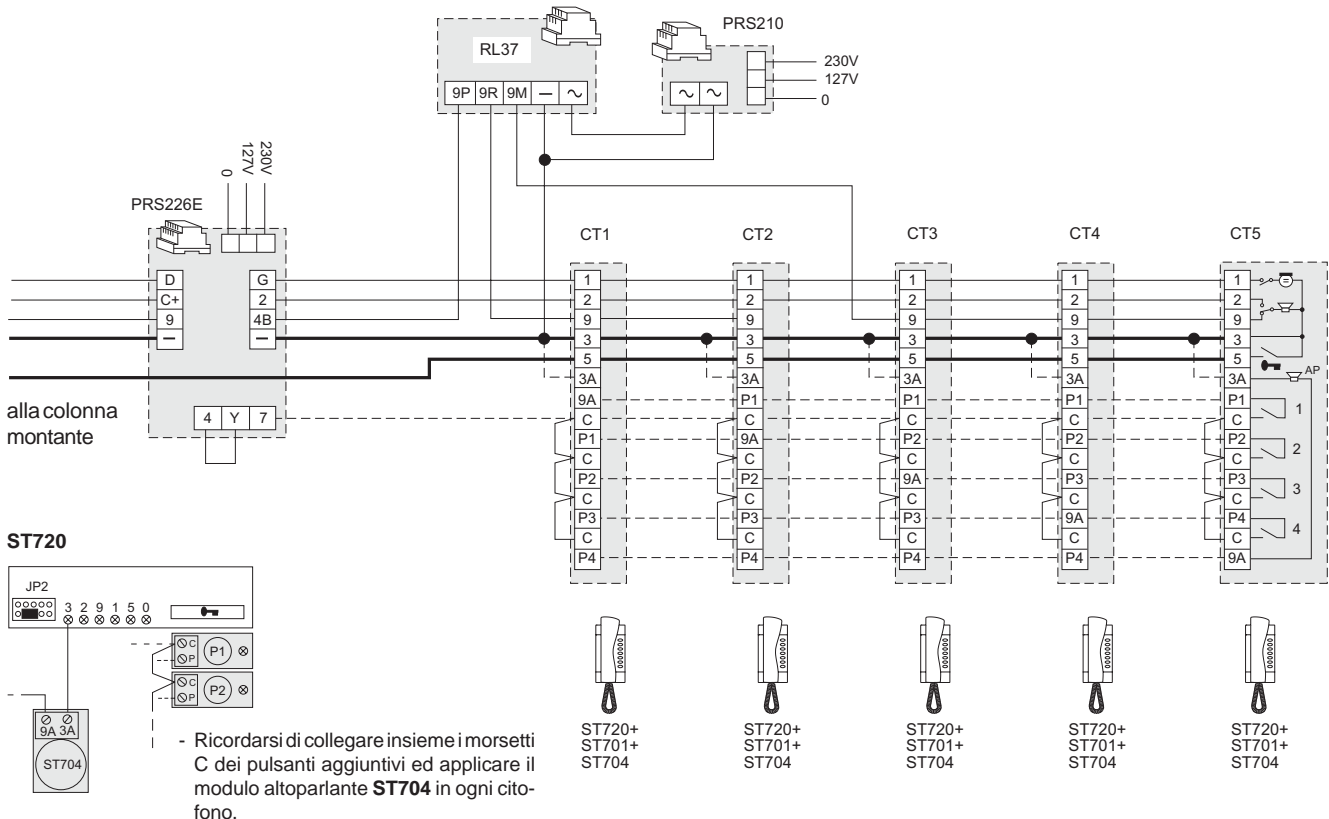 PRS210
RL37
230V
127V
0
9P 9R 9M — ~
~ ~
0
127V
230V
PRS226E
CT1 CT2 CT3 CT4 CT5
D G
C+ 2
9 4B
— —
4 Y 7
alla colonna
montante
1 1 1 1 1
2 2 2 2 2
9 9 9 9 9
3 3 3 3 3
5 5 5 5 5
3A 3A 3A 3A 3A AP
9A P1 P1 P1 P1 1
C C C C C
P1 9A P2 P2 P2 2
C C C C C
P2 P2 9A P3 P3 3
C C C C C
P3 P3 P3 9A P4 4
C C C C C
P4 P4 P4 P4 9A
ST720
JP2
3 2 9 1 5 0
C
P
P1
C
P
P2
9A 3A
ST704
- Ricordarsi di collegare insieme i morsetti
C dei pulsanti aggiuntivi ed applicare il
modulo altoparlante ST704 in ogni cito-
fono.
ST720+ ST720+ ST720+ ST720+ ST720+
ST701+ ST701+ ST701+ ST701+ ST701+
ST704 ST704 ST704 ST704 ST704